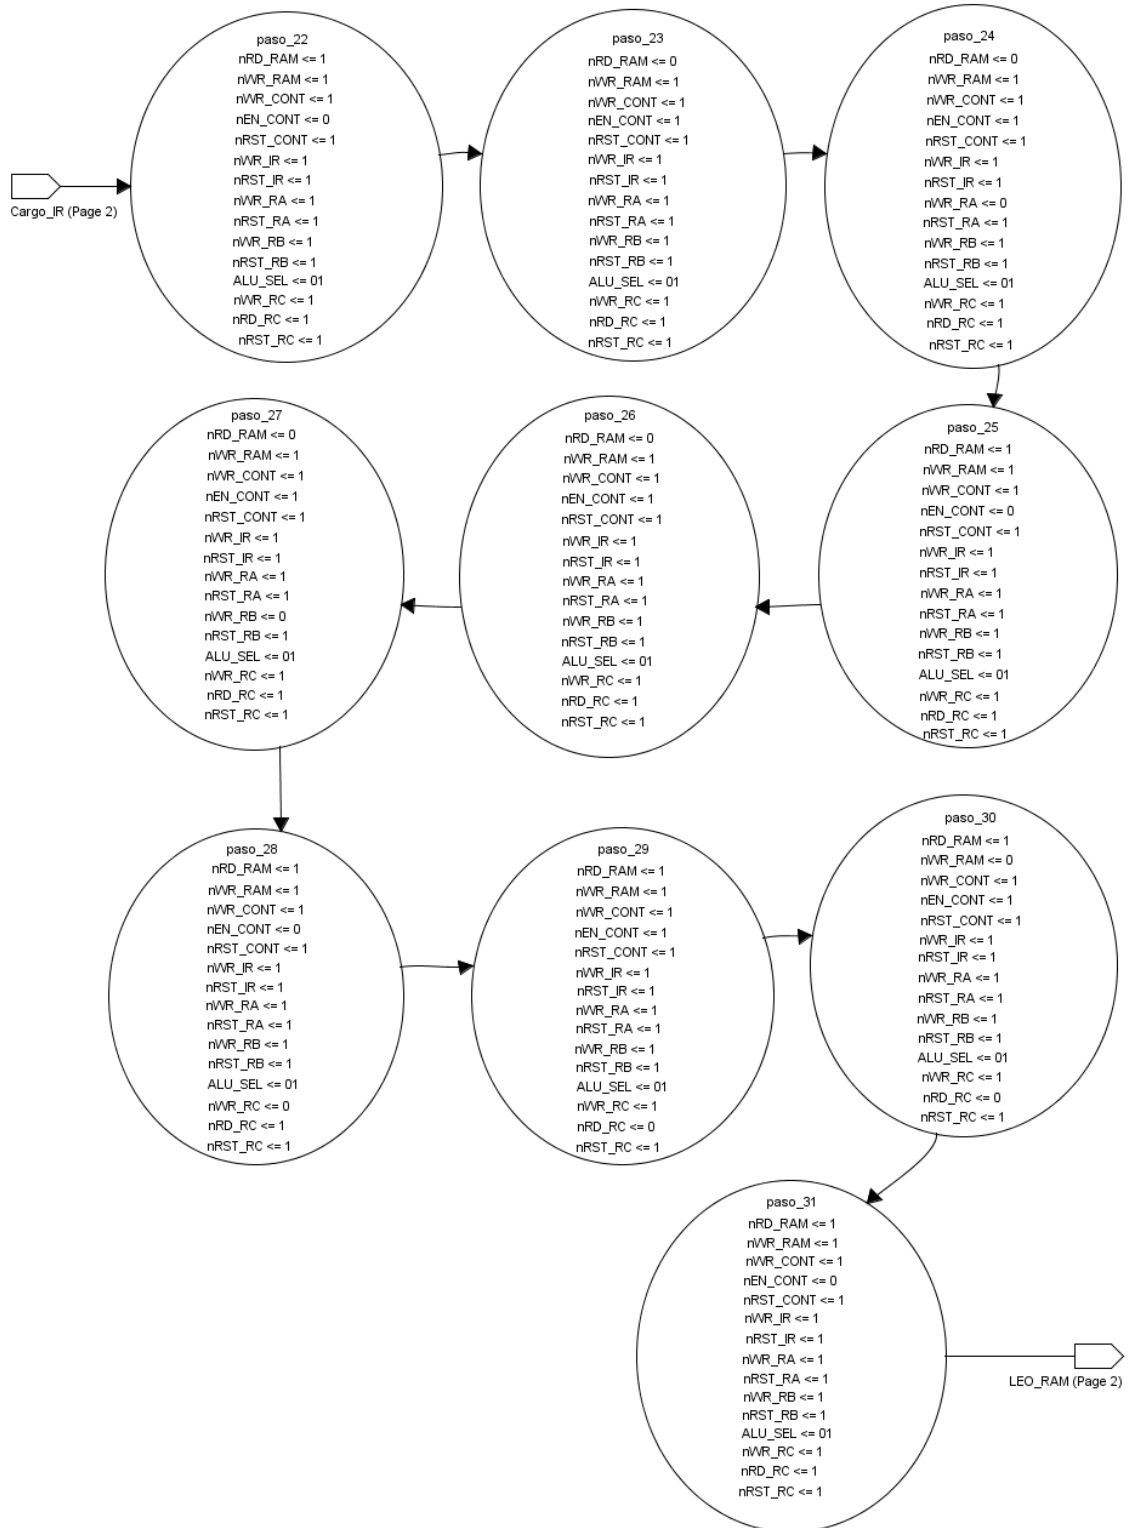 Cargo_IR (Page 2)
paso_22
nRD_RAM <= 1
nWR_RAM <= 1
nWR_CONT <= 1
nEN_CONT <= 0
nRST_CONT <= 1
nWR_IR <= 1
nRST_IR <= 1
nWR_RA <= 1
nRST_RA <= 1
nWR_RB <= 1
nRST_RB <= 1
ALU_SEL <= 01
nWR_RC <= 1
nRD_RC <= 1
nRST_RC <= 1
paso_23
nRD_RAM <= 0
nWR_RAM <= 1
nWR_CONT <= 1
nEN_CONT <= 1
nRST_CONT <= 1
nWR_IR <= 1
nRST_IR <= 1
nWR_RA <= 1
nRST_RA <= 1
nWR_RB <= 1
nRST_RB <= 1
ALU_SEL <= 01
nWR_RC <= 1
nRD_RC <= 1
nRST_RC <= 1
paso_24
nRD_RAM <= 0
nWR_RAM <= 1
nWR_CONT <= 1
nEN_CONT <= 1
nRST_CONT <= 1
nWR_IR <= 1
nRST_IR <= 1
nWR_RA <= 0
nRST_RA <= 1
nWR_RB <= 1
nRST_RB <= 1
ALU_SEL <= 01
nWR_RC <= 1
nRD_RC <= 1
nRST_RC <= 1
paso_25
nRD_RAM <= 1
nWR_RAM <= 1
nWR_CONT <= 1
nEN_CONT <= 0
nRST_CONT <= 1
nWR_IR <= 1
nRST_IR <= 1
nWR_RA <= 1
nRST_RA <= 1
nWR_RB <= 1
nRST_RB <= 1
ALU_SEL <= 01
nWR_RC <= 1
nRD_RC <= 1
nRST_RC <= 1
paso_26
nRD_RAM <= 0
nWR_RAM <= 1
nWR_CONT <= 1
nEN_CONT <= 1
nRST_CONT <= 1
nWR_IR <= 1
nRST_IR <= 1
nWR_RA <= 1
nRST_RA <= 1
nWR_RB <= 1
nRST_RB <= 1
ALU_SEL <= 01
nWR_RC <= 1
nRD_RC <= 1
nRST_RC <= 1
paso_27
nRD_RAM <= 0
nWR_RAM <= 1
nWR_CONT <= 1
nEN_CONT <= 1
nRST_CONT <= 1
nWR_IR <= 1
nRST_IR <= 1
nWR_RA <= 1
nRST_RA <= 1
nWR_RB <= 0
nRST_RB <= 1
ALU_SEL <= 01
nWR_RC <= 1
nRD_RC <= 1
nRST_RC <= 1
paso_28
nRD_RAM <= 1
nWR_RAM <= 1
nWR_CONT <= 1
nEN_CONT <= 0
nRST_CONT <= 1
nWR_IR <= 1
nRST_IR <= 1
nWR_RA <= 1
nRST_RA <= 1
nWR_RB <= 1
nRST_RB <= 1
ALU_SEL <= 01
nWR_RC <= 0
nRD_RC <= 1
nRST_RC <= 1
paso_29
nRD_RAM <= 1
nWR_RAM <= 1
nWR_CONT <= 1
nEN_CONT <= 1
nRST_CONT <= 1
nWR_IR <= 1
nRST_IR <= 1
nWR_RA <= 1
nRST_RA <= 1
nWR_RB <= 1
nRST_RB <= 1
ALU_SEL <= 01
nWR_RC <= 1
nRD_RC <= 0
nRST_RC <= 1
paso_30
nRD_RAM <= 1
nWR_RAM <= 0
nWR_CONT <= 1
nEN_CONT <= 1
nRST_CONT <= 1
nWR_IR <= 1
nRST_IR <= 1
nWR_RA <= 1
nRST_RA <= 1
nWR_RB <= 1
nRST_RB <= 1
ALU_SEL <= 01
nWR_RC <= 1
nRD_RC <= 0
nRST_RC <= 1
paso_31
nRD_RAM <= 1
nWR_RAM <= 1
nWR_CONT <= 1
nEN_CONT <= 0
nRST_CONT <= 1
nWR_IR <= 1
nRST_IR <= 1
nWR_RA <= 1
nRST_RA <= 1
nWR_RB <= 1
nRST_RB <= 1
ALU_SEL <= 01
nWR_RC <= 1
nRD_RC <= 1
nRST_RC <= 1
LEO_RAM (Page 2)